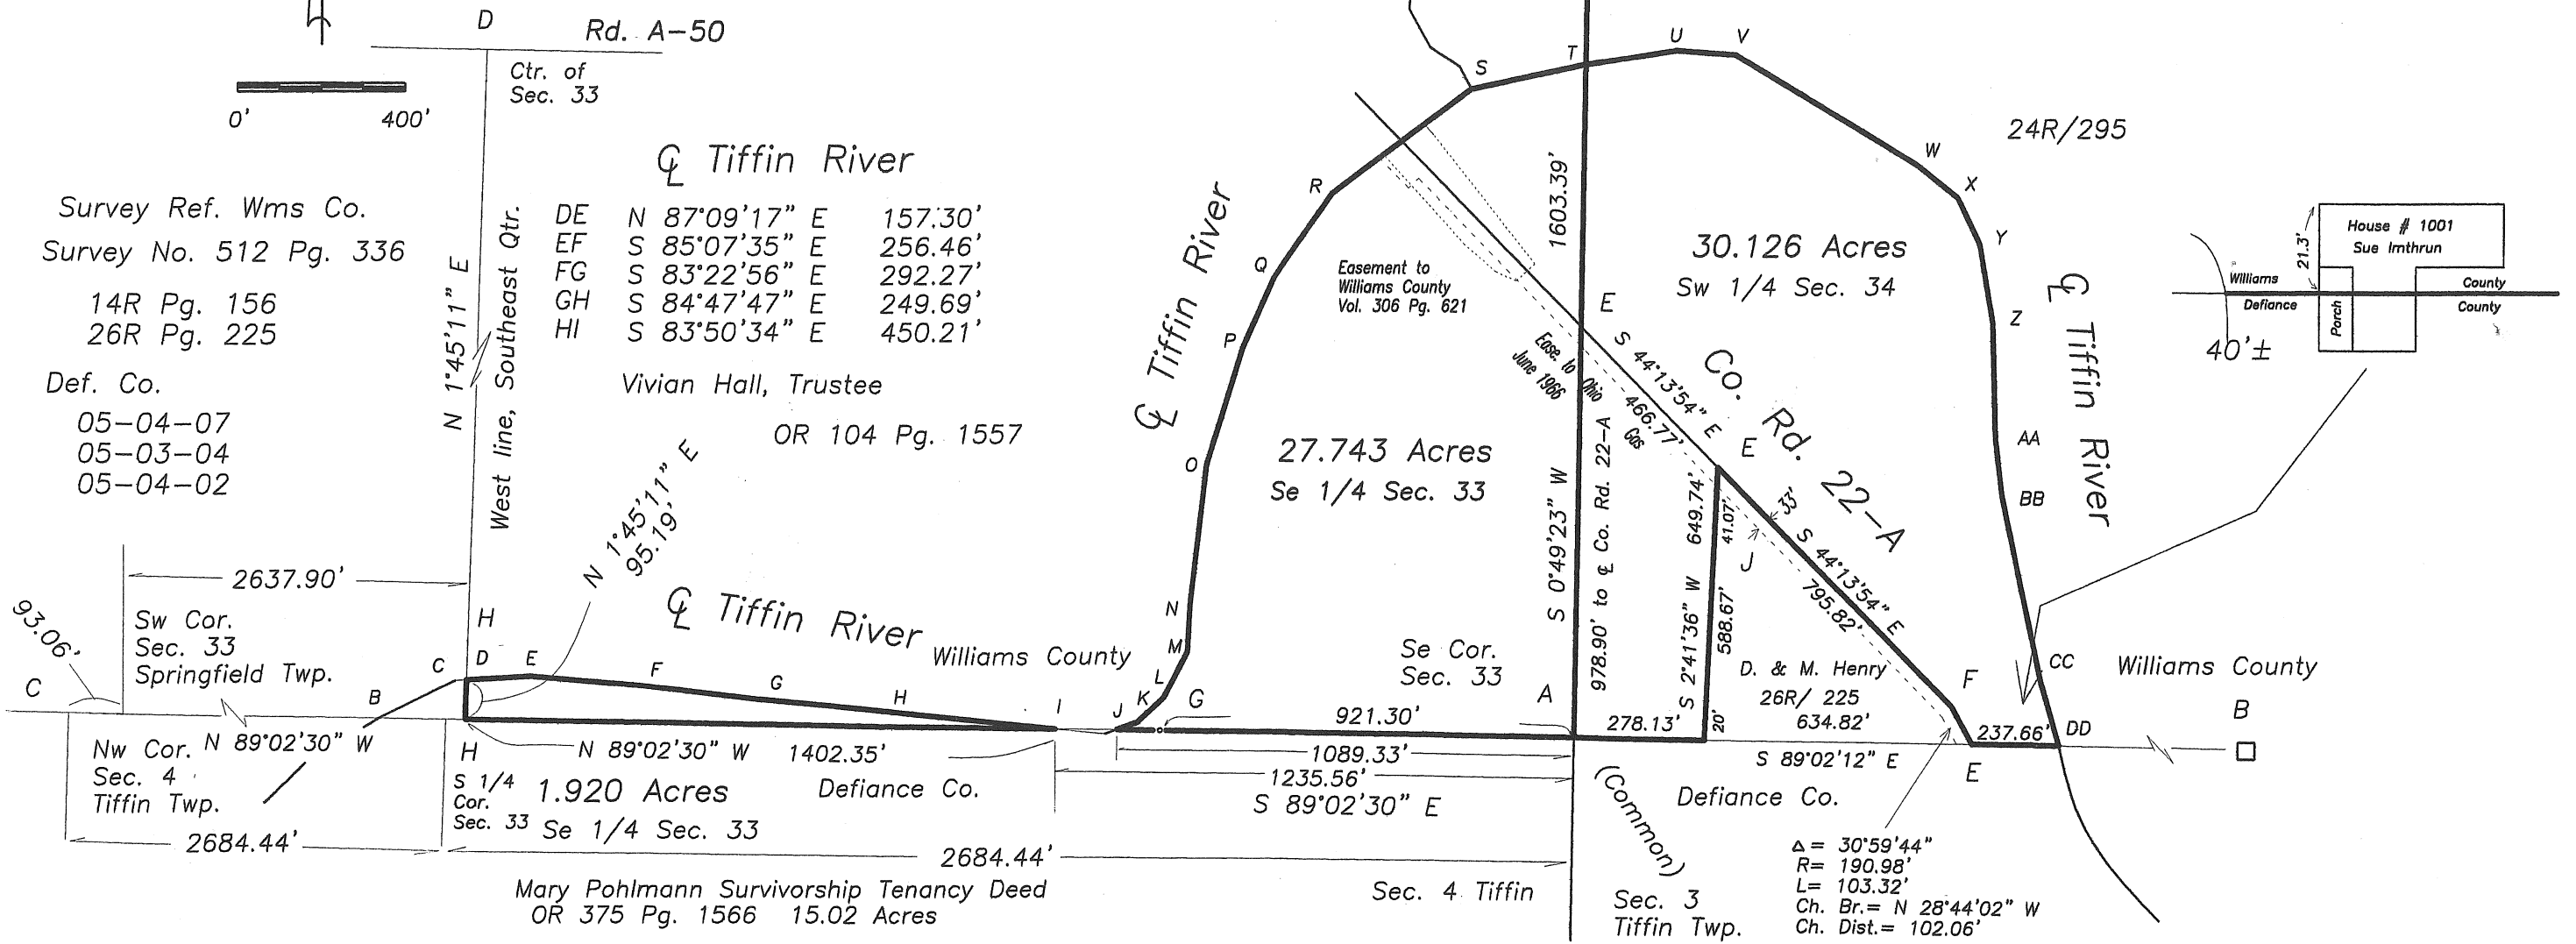 D
Rd. A-50
Ctr. of
Sec. 33
0' 400'
Survey Ref. Wms Co.
Survey No. 512 Pg. 336
14R Pg. 156
26R Pg. 225
Def. Co.
05-04-07
05-03-04
05-04-02
N 1°45'11" E
West line, Southeast Qtr.
℄ Tiffin River
DE N 87°09'17" E 157.30'
EF S 85°07'35" E 256.46'
FG S 83°22'56" E 292.27'
GH S 84°47'47" E 249.69'
HI S 83°50'34" E 450.21'
Vivian Hall, Trustee
OR 104 Pg. 1557
N 1°45'11" E
95.19'
℄ Tiffin River
Williams County
2637.90'
93.06'
Sw Cor.
Sec. 33
Springfield Twp.
C
B
C
H
D
E
F
G
H
I
J
K
L
M
N
O
P
Q
R
S
T
U
V
W
X
Y
Z
AA
BB
CC
DD
Nw Cor.
Sec. 4
Tiffin Twp.
N 89°02'30" W
2684.44'
H
S 1/4
Cor.
Sec. 33
N 89°02'30" W 1402.35'
1.920 Acres
Se 1/4 Sec. 33
Defiance Co.
2684.44'
Mary Pohlmann Survivorship Tenancy Deed
OR 375 Pg. 1566 15.02 Acres
Sec. 4 Tiffin
℄ Tiffin River
Easement to
Williams County
Vol. 306 Pg. 621
27.743 Acres
Se 1/4 Sec. 33
Se Cor.
Sec. 33
G
A
921.30'
1089.33'
1235.56'
S 89°02'30" E
1603.39'
S 0°49'23" W
978.90' to ℄ Co. Rd. 22-A
30.126 Acres
Sw 1/4 Sec. 34
E
S 44°13'54" E
466.77'
Ease. to Ohio Gas
June 1966
Co. Rd. 22-A
E
649.74'
S 2°41'36" W
41.07'
588.67'
20'
33'
J
S 44°13'54" E
795.82'
D. & M. Henry
26R/ 225
634.82'
278.13'
F
237.66'
S 89°02'12" E
E
Defiance Co.
(Common)
Sec. 3
Tiffin Twp.
Δ= 30°59'44"
R= 190.98'
L= 103.32'
Ch. Br.= N 28°44'02" W
Ch. Dist.= 102.06'
24R/295
℄ Tiffin River
Williams County
B
House # 1001
Sue Imthrun
21.3'
Williams County
Defiance County
Porch
40'±